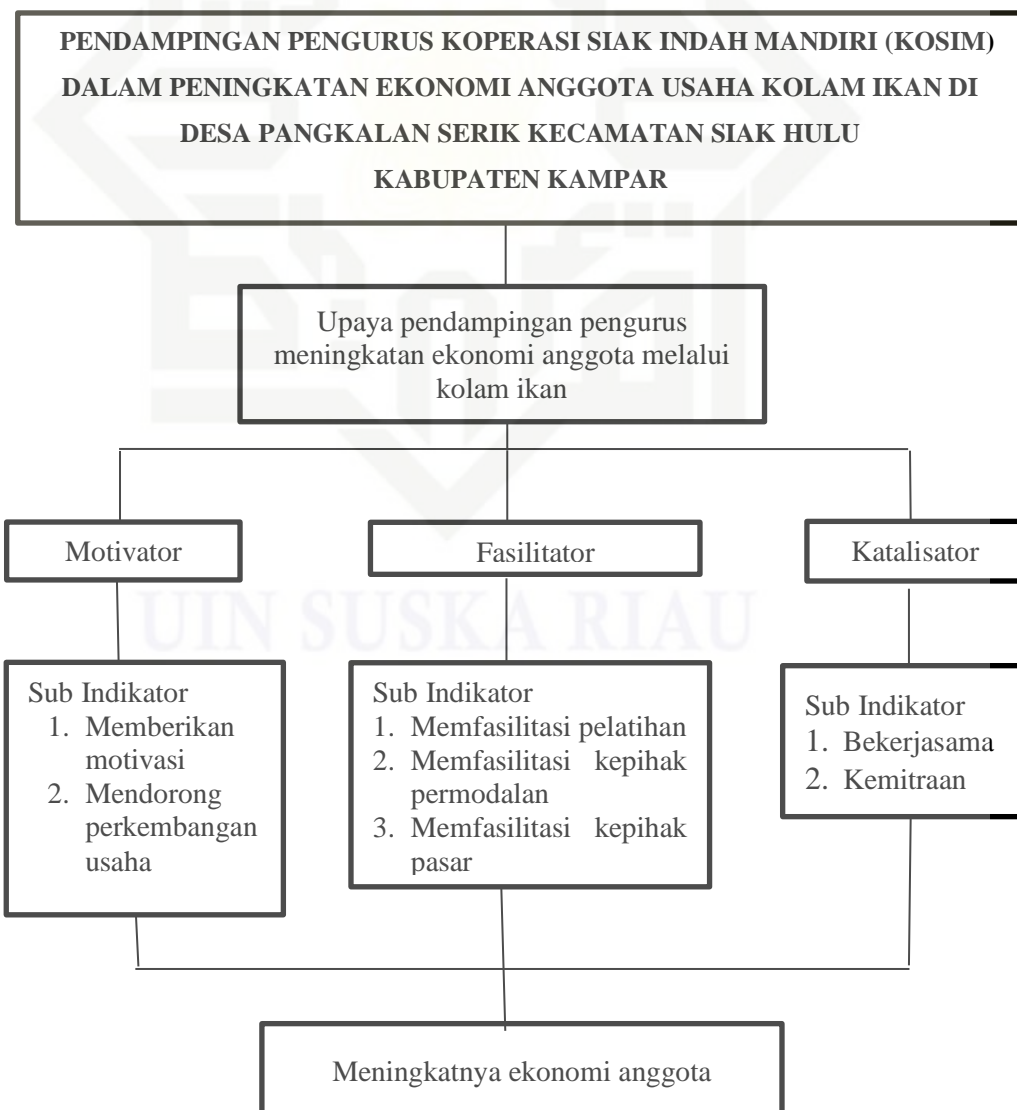 PENDAMPINGAN PENGURUS KOPERASI SIAK INDAH MANDIRI (KOSIM)
DALAM PENINGKATAN EKONOMI ANGGOTA USAHA KOLAM IKAN DI
DESA PANGKALAN SERIK KECAMATAN SIAK HULU
KABUPATEN KAMPAR
Upaya pendampingan pengurus
meningkatan ekonomi anggota melalui
kolam ikan
Motivator
Fasilitator
Katalisator
UIN SUSKA RIAU
Sub Indikator
1. Memberikan
motivasi
2. Mendorong
perkembangan
usaha
Sub Indikator
1. Memfasilitasi pelatihan
2. Memfasilitasi kepihak
permodalan
3. Memfasilitasi kepihak
pasar
Sub Indikator
1. Bekerjasama
2. Kemitraan
Meningkatnya ekonomi anggota